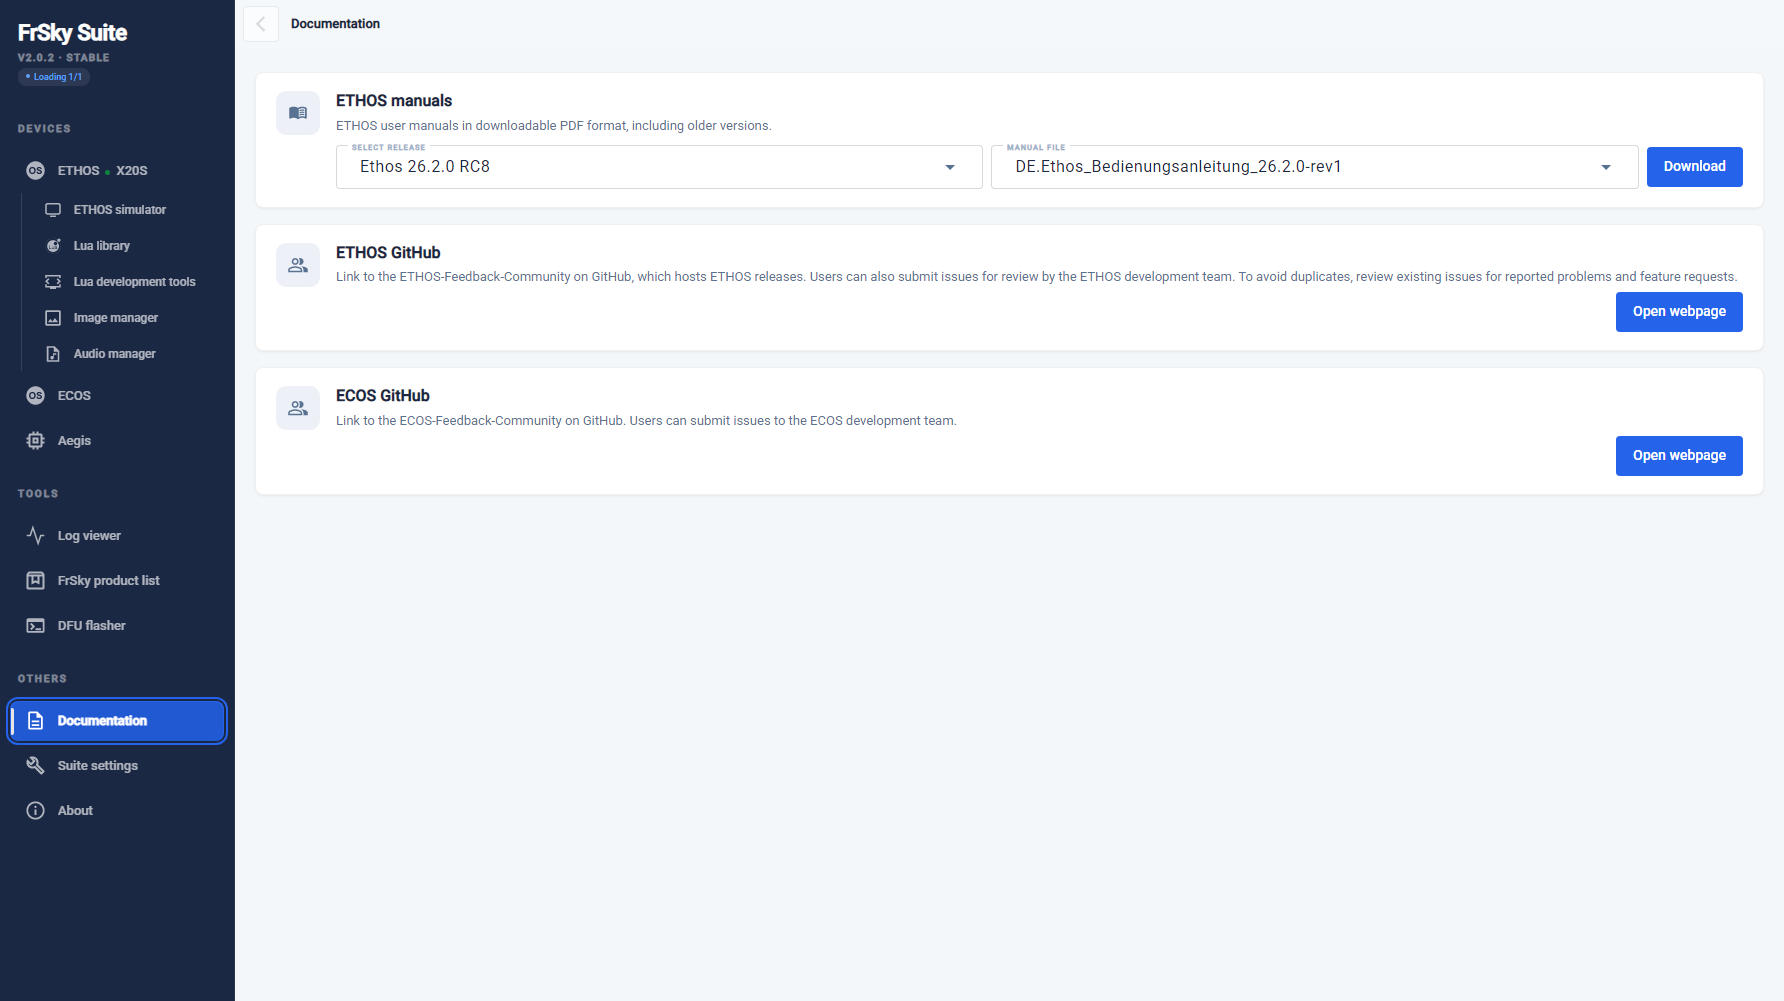 FrSky Suite
V2.0.2 · STABLE
• Loading 1/1
DEVICES
ETHOS • X20S
ETHOS simulator
Lua library
Lua development tools
Image manager
Audio manager
ECOS
Aegis
TOOLS
Log viewer
FrSky product list
DFU flasher
OTHERS
Documentation
Suite settings
About
Documentation
ETHOS manuals
ETHOS user manuals in downloadable PDF format, including older versions.
SELECT RELEASE
Ethos 26.2.0 RC8
MANUAL FILE
DE.Ethos_Bedienungsanleitung_26.2.0-rev1
Download
ETHOS GitHub
Link to the ETHOS-Feedback-Community on GitHub, which hosts ETHOS releases. Users can also submit issues for review by the ETHOS development team. To avoid duplicates, review existing issues for reported problems and feature requests.
Open webpage
ECOS GitHub
Link to the ECOS-Feedback-Community on GitHub. Users can submit issues to the ECOS development team.
Open webpage